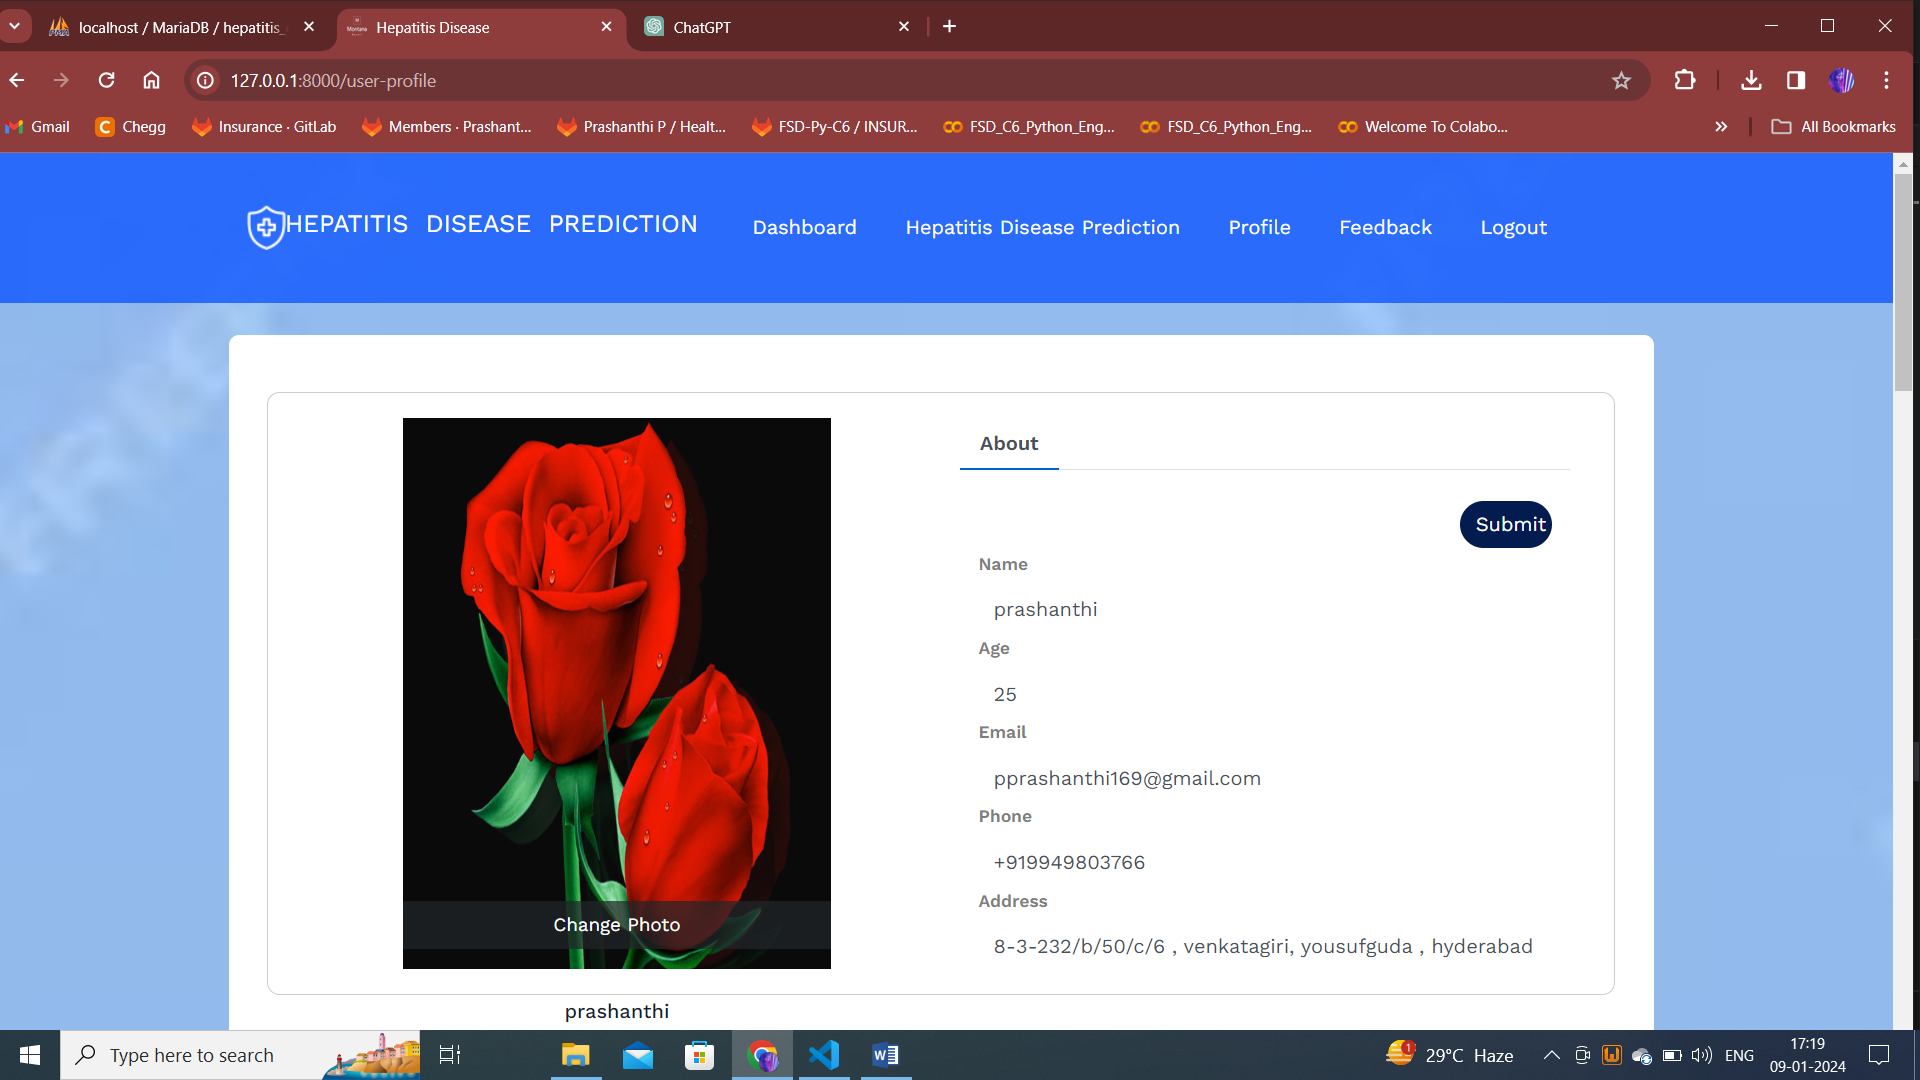 localhost / MariaDB / hepatitis_
Hepatitis Disease
ChatGPT
127.0.0.1:8000/user-profile
Gmail
Chegg
Insurance · GitLab
Members · Prashant...
Prashanthi P / Healt...
FSD-Py-C6 / INSUR...
FSD_C6_Python_Eng...
FSD_C6_Python_Eng...
Welcome To Colabo...
All Bookmarks
HEPATITIS DISEASE PREDICTION
Dashboard
Hepatitis Disease Prediction
Profile
Feedback
Logout
About
Submit
Name
prashanthi
Age
25
Email
pprashanthi169@gmail.com
Phone
+919949803766
Address
8-3-232/b/50/c/6 , venkatagiri, yousufguda , hyderabad
Change Photo
prashanthi
Type here to search
1
29°C Haze
ENG
17:19
09-01-2024